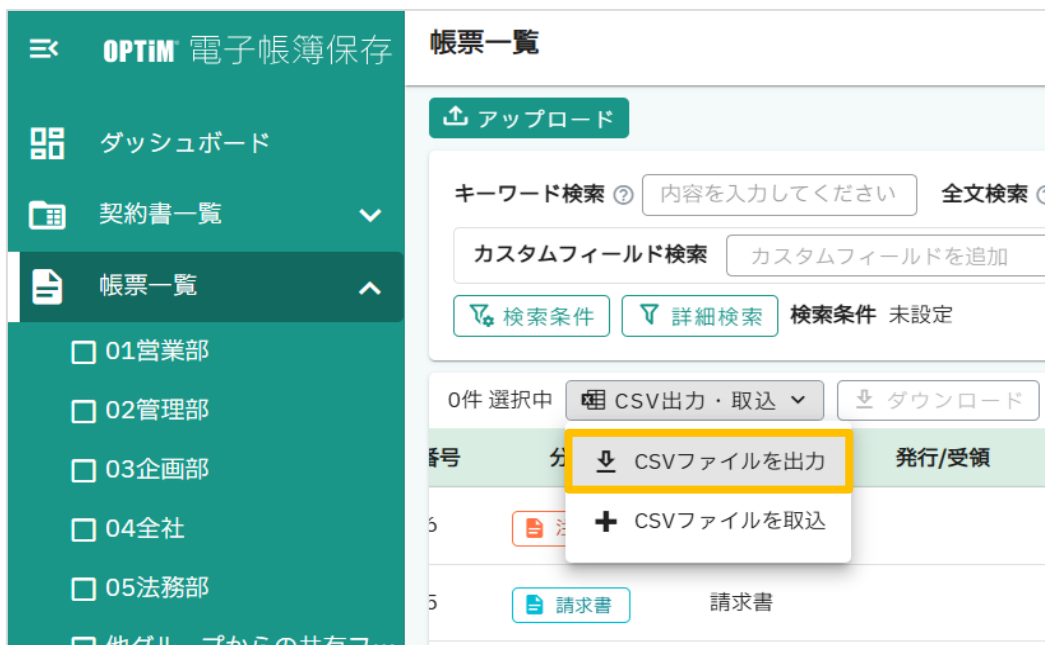 OPTiM 電子帳簿保存
ダッシュボード
契約書一覧
帳票一覧
01営業部
02管理部
03企画部
04全社
05法務部
帳票一覧
アップロード
キーワード検索 ? 内容を入力してください 全文検索
カスタムフィールド検索 カスタムフィールドを追加
検索条件 詳細検索 検索条件 未設定
0件 選択中 CSV出力・取込 ダウンロード
番号 分 発行/受領
CSVファイルを出力
CSVファイルを取込
6
5 請求書 請求書